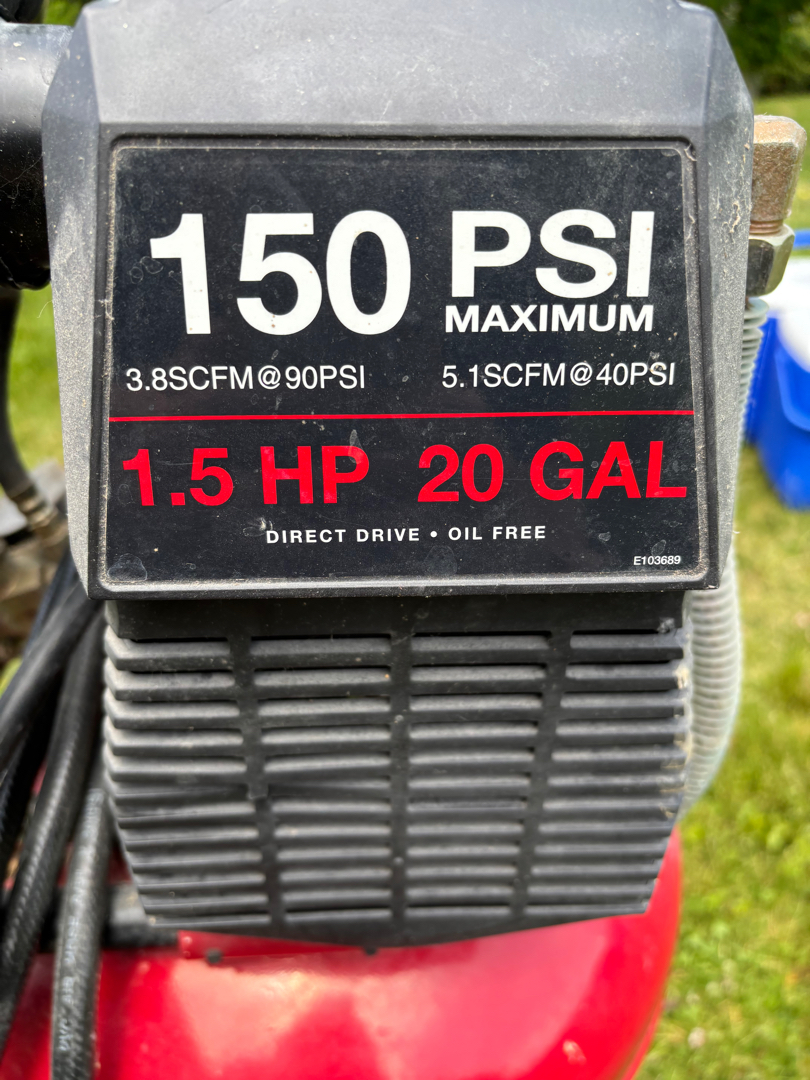 150 PSI
MAXIMUM
3.8SCFM@90PSI 5.1SCFM@40PSI
1.5 HP 20 GAL
DIRECT DRIVE • OIL FREE
E103689